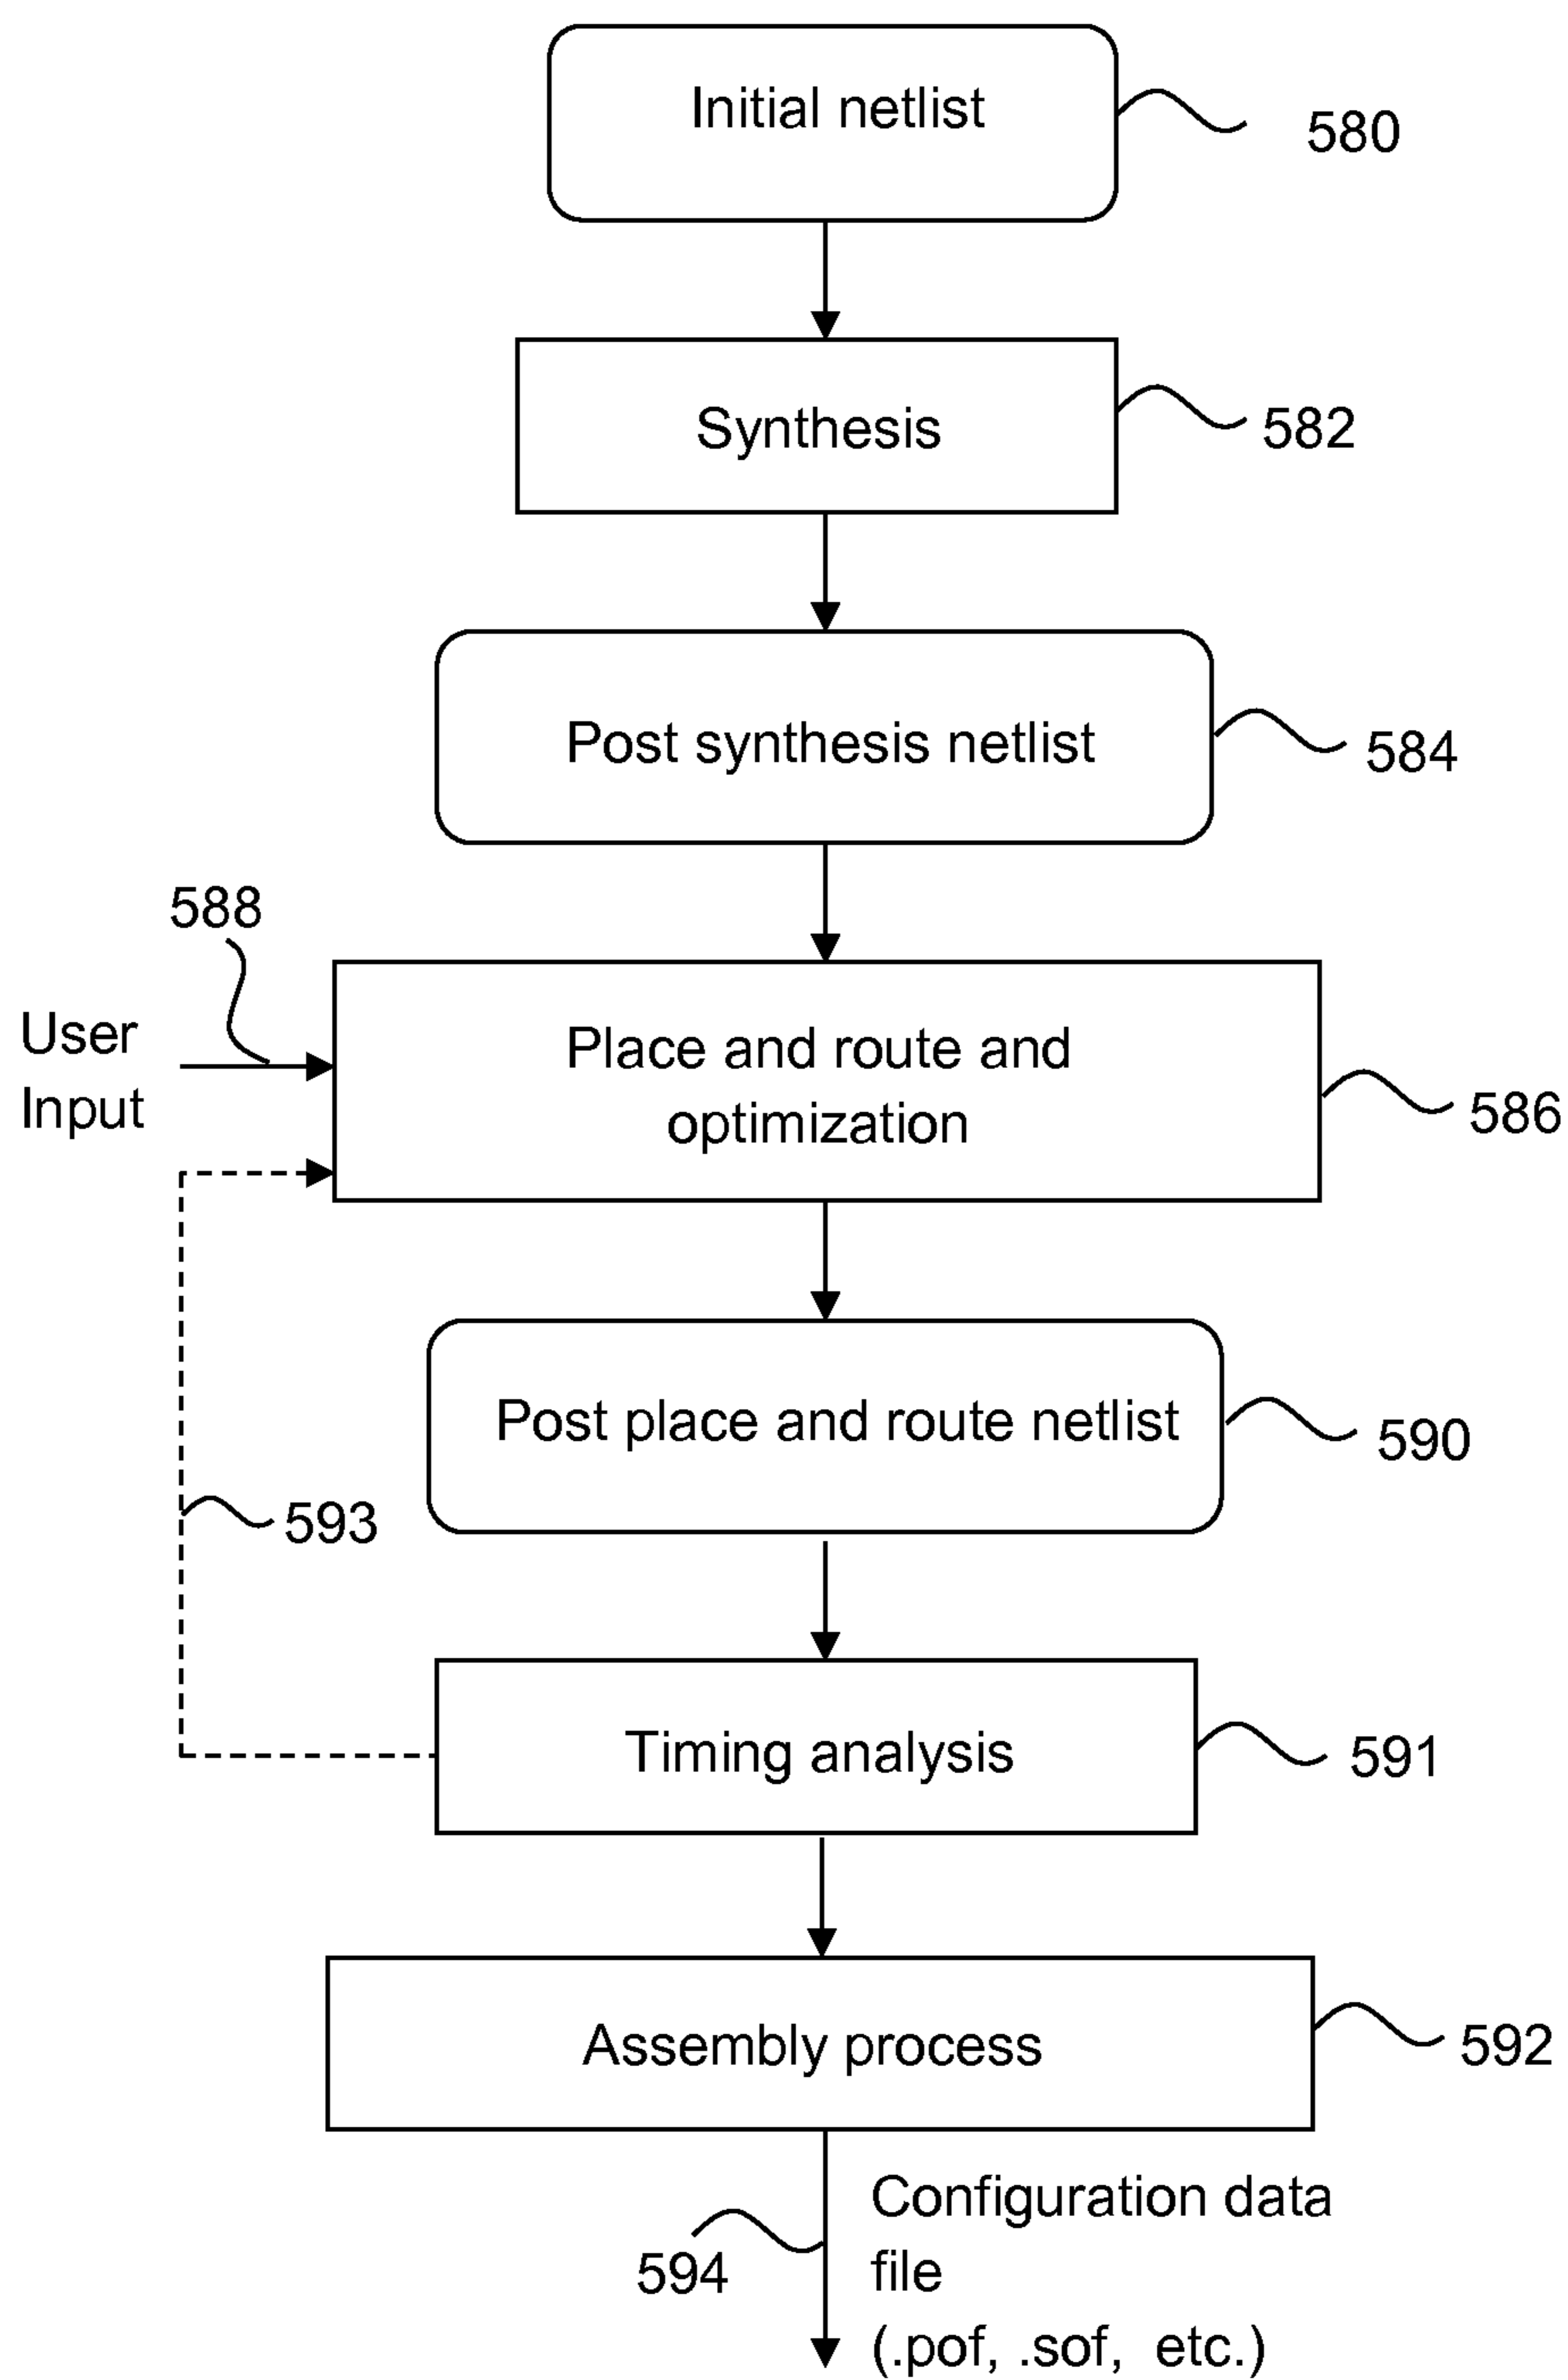 Initial netlist
580
Synthesis
582
Post synthesis netlist
584
588
User
Input
Place and route and
optimization
586
Post place and route netlist
590
593
Timing analysis
591
Assembly process
592
594
Configuration data
file
(.pof, .sof, etc.)